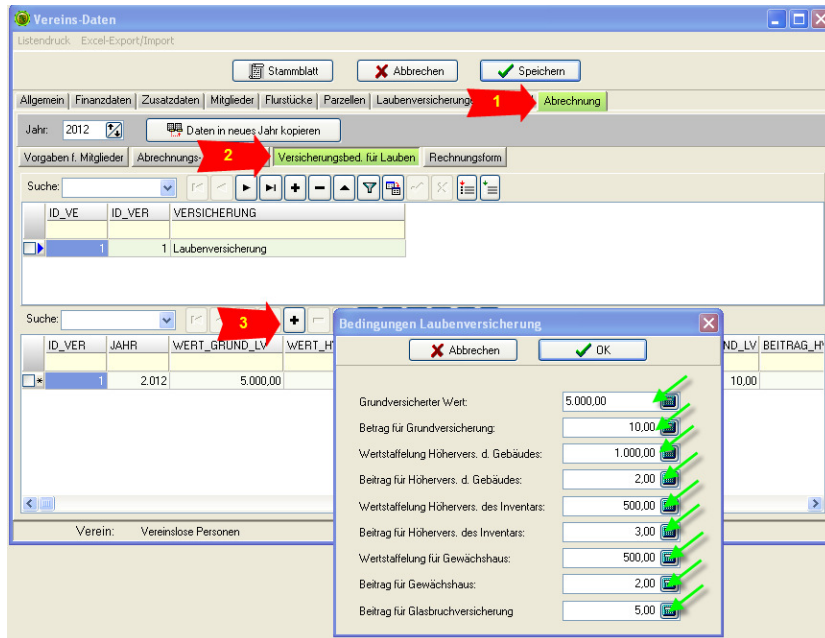 Vereins-Daten
Listendruck Excel-Export/Import
Stammblatt Abbrechen Speichern
Allgemein Finanzdaten Zusatzdaten Mitglieder Flurstücke Parzellen 1 Abrechnung
Jahr: 2012 Daten in neues Jahr kopieren
Vorgaben f. Mitglieder 2 Versicherungsbed. für Lauben Rechnungsform
Suche:
ID_VE ID_VER VERSICHERUNG
1 1 Laubenversicherung
Suche: 3
ID_VER JAHR WERT_GRUND_LV
1 2.012 5.000,00 10,00
Bedingungen Laubenversicherung
Abbrechen OK
Grundversicherter Wert: 5.000,00
Betrag für Grundversicherung: 10,00
Wertstaffelung Höhervers. d. Gebäudes: 1.000,00
Beitrag für Höhervers. d. Gebäudes: 2,00
Wertstaffelung Höhervers. des Inventars: 500,00
Beitrag für Höhervers. des Inventars: 3,00
Wertstaffelung für Gewächshaus: 500,00
Beitrag für Gewächshaus: 2,00
Beitrag für Glasbruchversicherung 5,00
Verein: Vereinslose Personen